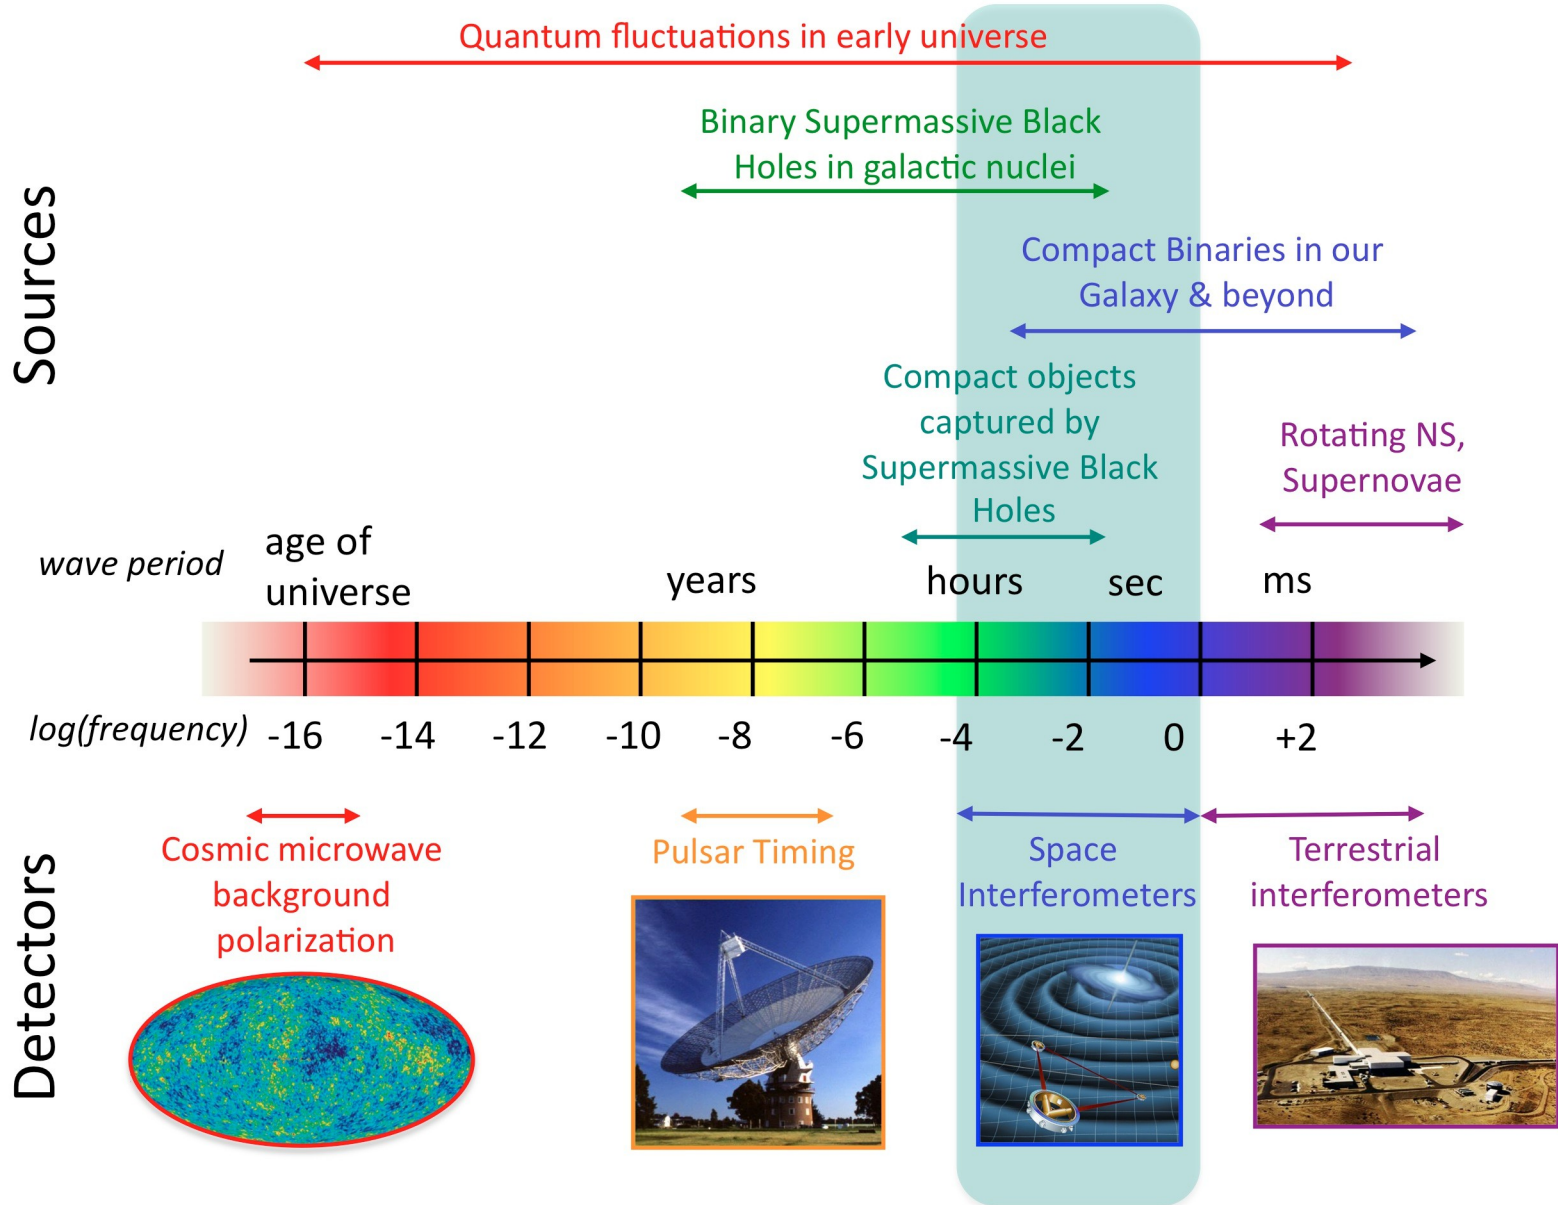 Quantum fluctuations in early universe
Binary Supermassive Black
Holes in galactic nuclei
Compact Binaries in our
Galaxy & beyond
Compact objects
captured by
Supermassive Black
Holes
Rotating NS,
Supernovae
Sources
wave period
age of
universe
years
hours
sec
ms
log(frequency)
-16
-14
-12
-10
-8
-6
-4
-2
0
+2
Detectors
Cosmic microwave
background
polarization
Pulsar Timing
Space
Interferometers
Terrestrial
interferometers